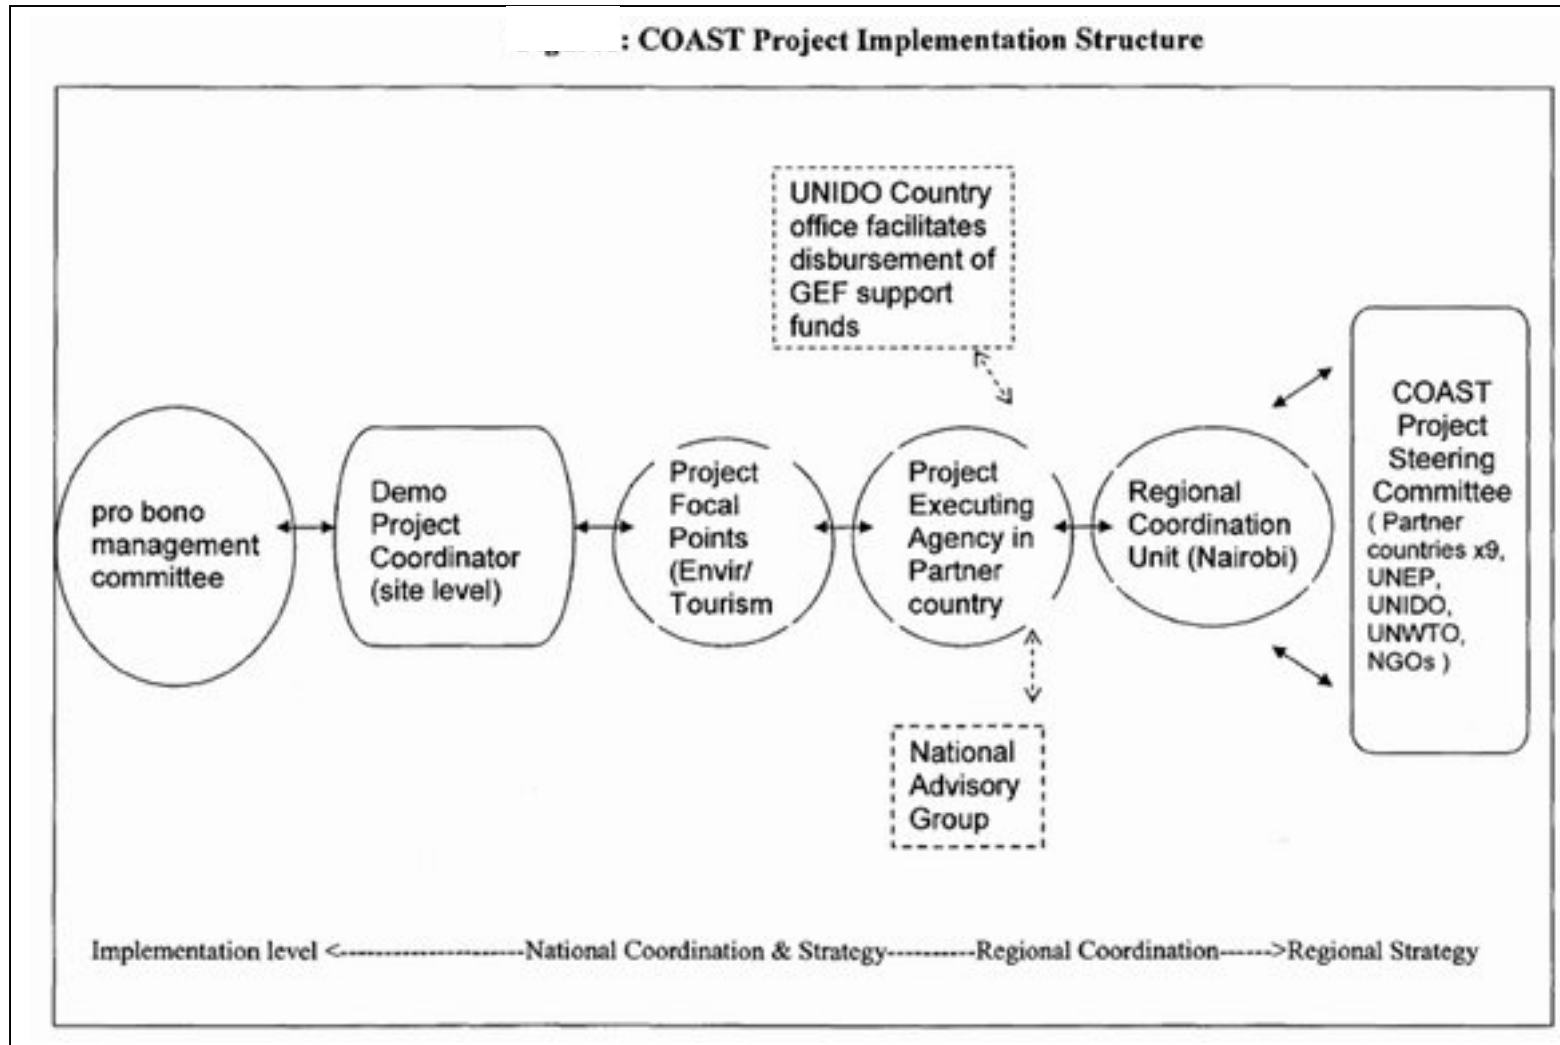 : COAST Project Implementation Structure
UNIDO Country
office facilitates
disbursement of
GEF support
funds
pro bono
management
committee
Demo
Project
Coordinator
(site level)
Project
Focal
Points
(Envir/
Tourism
Project
Executing
Agency in
Partner
country
Regional
Coordination
Unit (Nairobi)
COAST
Project
Steering
Committee
( Partner
countries x9,
UNEP,
UNIDO,
UNWTO,
NGOs )
National
Advisory
Group
Implementation level <-------------------National Coordination & Strategy---------Regional Coordination----->Regional Strategy